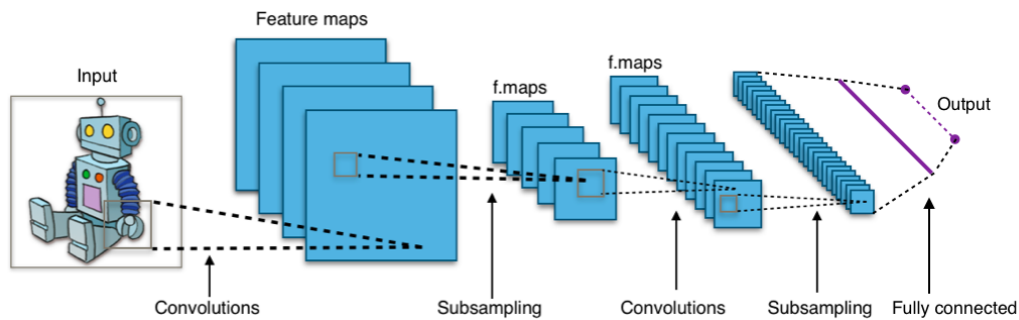 Feature maps
Input
f.maps
f.maps
Output
Convolutions
Subsampling
Convolutions
Subsampling
Fully connected